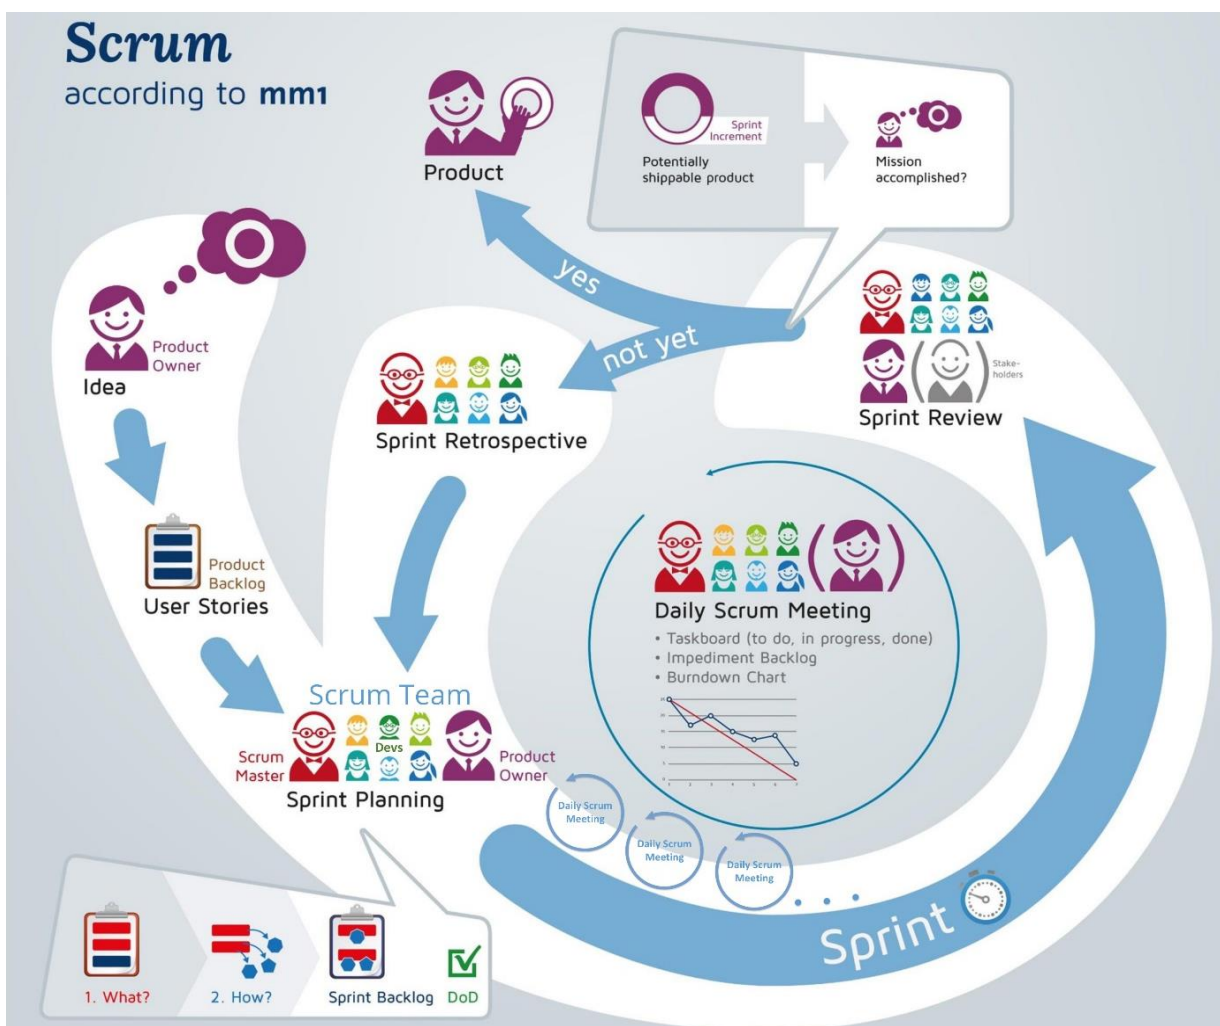 Scrum
according to mm1
Product
Sprint
Increment
Potentially
shippable product
Mission
accomplished?
yes
not yet
Product
Owner
Idea
Stake-
holders
Sprint Review
Sprint Retrospective
Product
Backlog
User Stories
Daily Scrum Meeting
• Taskboard (to do, in progress, done)
• Impediment Backlog
• Burndown Chart
Scrum Team
Scrum
Master
Devs
Product
Owner
Sprint Planning
Daily Scrum
Meeting
Daily Scrum
Meeting
Daily Scrum
Meeting
Sprint
1. What?
2. How?
Sprint Backlog
DoD